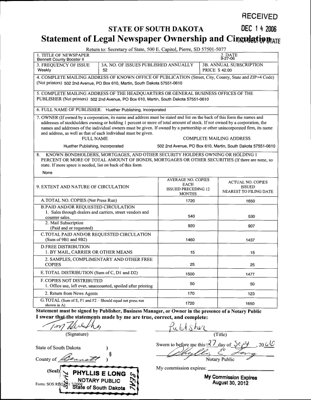 RECEIVED
DEC 14 2006
STATE OF SOUTH DAKOTA
Statement of Legal Newspaper Ownership and Circulation
Return to: Secretary of State, 500 E. Capitol, Pierre, SD 57501-5077
1. TITLE OF NEWSPAPER
Bennett County Booster II
2. DATE
9-27-06
3. FREQUENCY OF ISSUE
Weekly
3A. NO. OF ISSUES PUBLISHED ANNUALLY
52
3B. ANNUAL SUBSCRIPTION
PRICE: $ 42.00
4. COMPLETE MAILING ADDRESS OF KNOWN OFFICE OF PUBLICATION (Street, City, County, State and ZIP+4 Code)
(Not printers) 502 2nd Avenue, PO Box 610, Martin, South Dakota 57551-0610
5. COMPLETE MAILING ADDRESS OF THE HEADQUARTERS OR GENERAL BUSINESS OFFICES OF THE
PUBLISHER (Not printers) 502 2nd Avenue, PO Box 610, Martin, South Dakota 57551-0610
6. FULL NAME OF PUBLISHER: Huether Publishing, Incorporated
7. OWNER (If owned by a corporation, its name and address must be stated and list on the back of this form the names and
addresses of stockholders owning or holding 1 percent or more of total amount of stock. If not owned by a corporation, the
names and addresses of the individual owners must be given. If owned by a partnership or other unincorporated firm, its name
and address, as well as that of each individual must be given.
FULL NAME
COMPLETE MAILING ADDRESS
Huether Publishing, Incorporated
502 2nd Avenue, PO Box 610, Martin, South Dakota 57551-0610
8. KNOWN BONDHOLDERS, MORTGAGES, AND OTHER SECURITY HOLDERS OWNING OR HOLDING 1
PERCENT OR MORE OF TOTAL AMOUNT OF BONDS, MORTGAGES OR OTHER SECURITIES (If there are none, so
state. If more space is needed, list on back of this form.
None
9. EXTENT AND NATURE OF CIRCULATION
AVERAGE NO. COPIES
EACH
ISSUED PRECEDING 12
MONTHS
ACTUAL NO. COPIES
ISSUED
NEAREST TO FILING DATE
A.TOTAL NO. COPIES (Net Press Run)
1720
1650
B.PAID AND/OR REQUESTED CIRCULATION
1. Sales through dealers and carriers, street vendors and
counter sales.
540
530
2. Mail Subscription
(Paid and or requested)
920
907
C.TOTAL PAID AND/OR REQUESTED CIRCULATION
(Sum of 9B1 and 9B2)
1460
1437
D.FREE DISTRIBUTION
1. BY MAIL, CARRIER OR OTHER MEANS
15
15
2. SAMPLES, COMPLIMENTARY AND OTHER FREE
COPIES
25
25
E.TOTAL DISTRIBUTION (Sum of C, D1 and D2)
1500
1477
F.COPIES NOT DISTRIBUTED
1. Office use, left over, unaccounted, spoiled after printing
50
50
2. Return from News Agents
170
123
G.TOTAL (Sum of E, F1 and F2 – Should equal net press run
shown in A)
1720
1650
Statement must be signed by Publisher, Business Manager, or Owner in the presence of a Notary Public
I swear that the statements made by me are true, correct, and complete:
Publisher
(Signature)
(Title)
State of South Dakota )
§
County of Bennett )
Sworn to before me this 27 day of Sept, 2006
Phyllis E Long
Notary Public
(Seal)
My commission expires:
PHYLLIS E LONG
NOTARY PUBLIC
State of South Dakota
My Commission Expires
August 30, 2012
Form: SOS REC